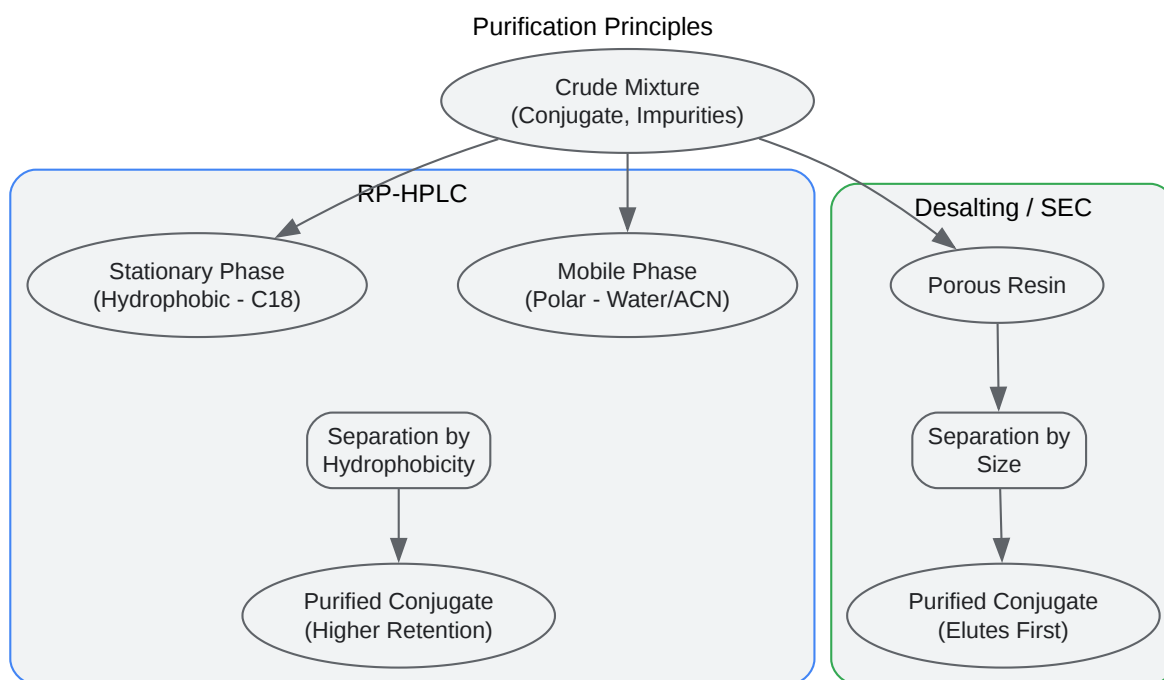 Purification Principles
Crude Mixture
(Conjugate, Impurities)
RP-HPLC
Desalting / SEC
Stationary Phase
(Hydrophobic - C18)
Mobile Phase
(Polar - Water/ACN)
Porous Resin
Separation by
Hydrophobicity
Separation by
Size
Purified Conjugate
(Higher Retention)
Purified Conjugate
(Elutes First)